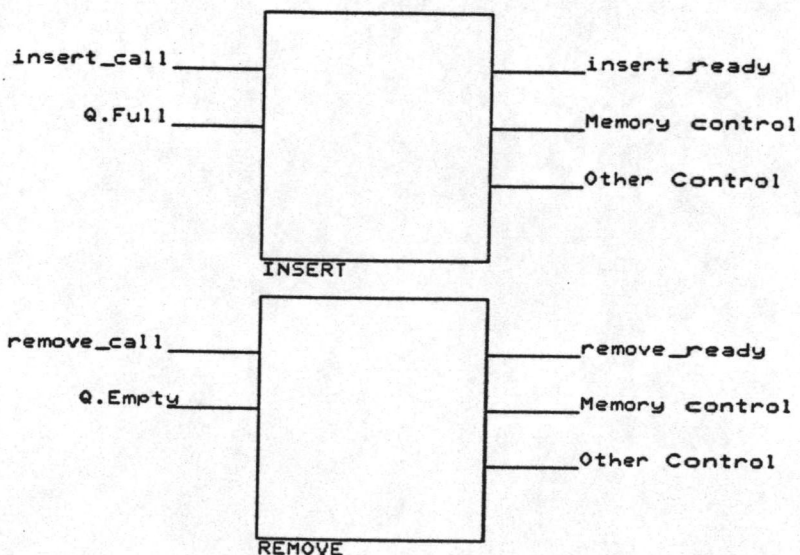 insert_call
insert_ready
Q.Full
Memory control
Other Control
INSERT
remove_call
remove_ready
Q.Empty
Memory control
Other Control
REMOVE